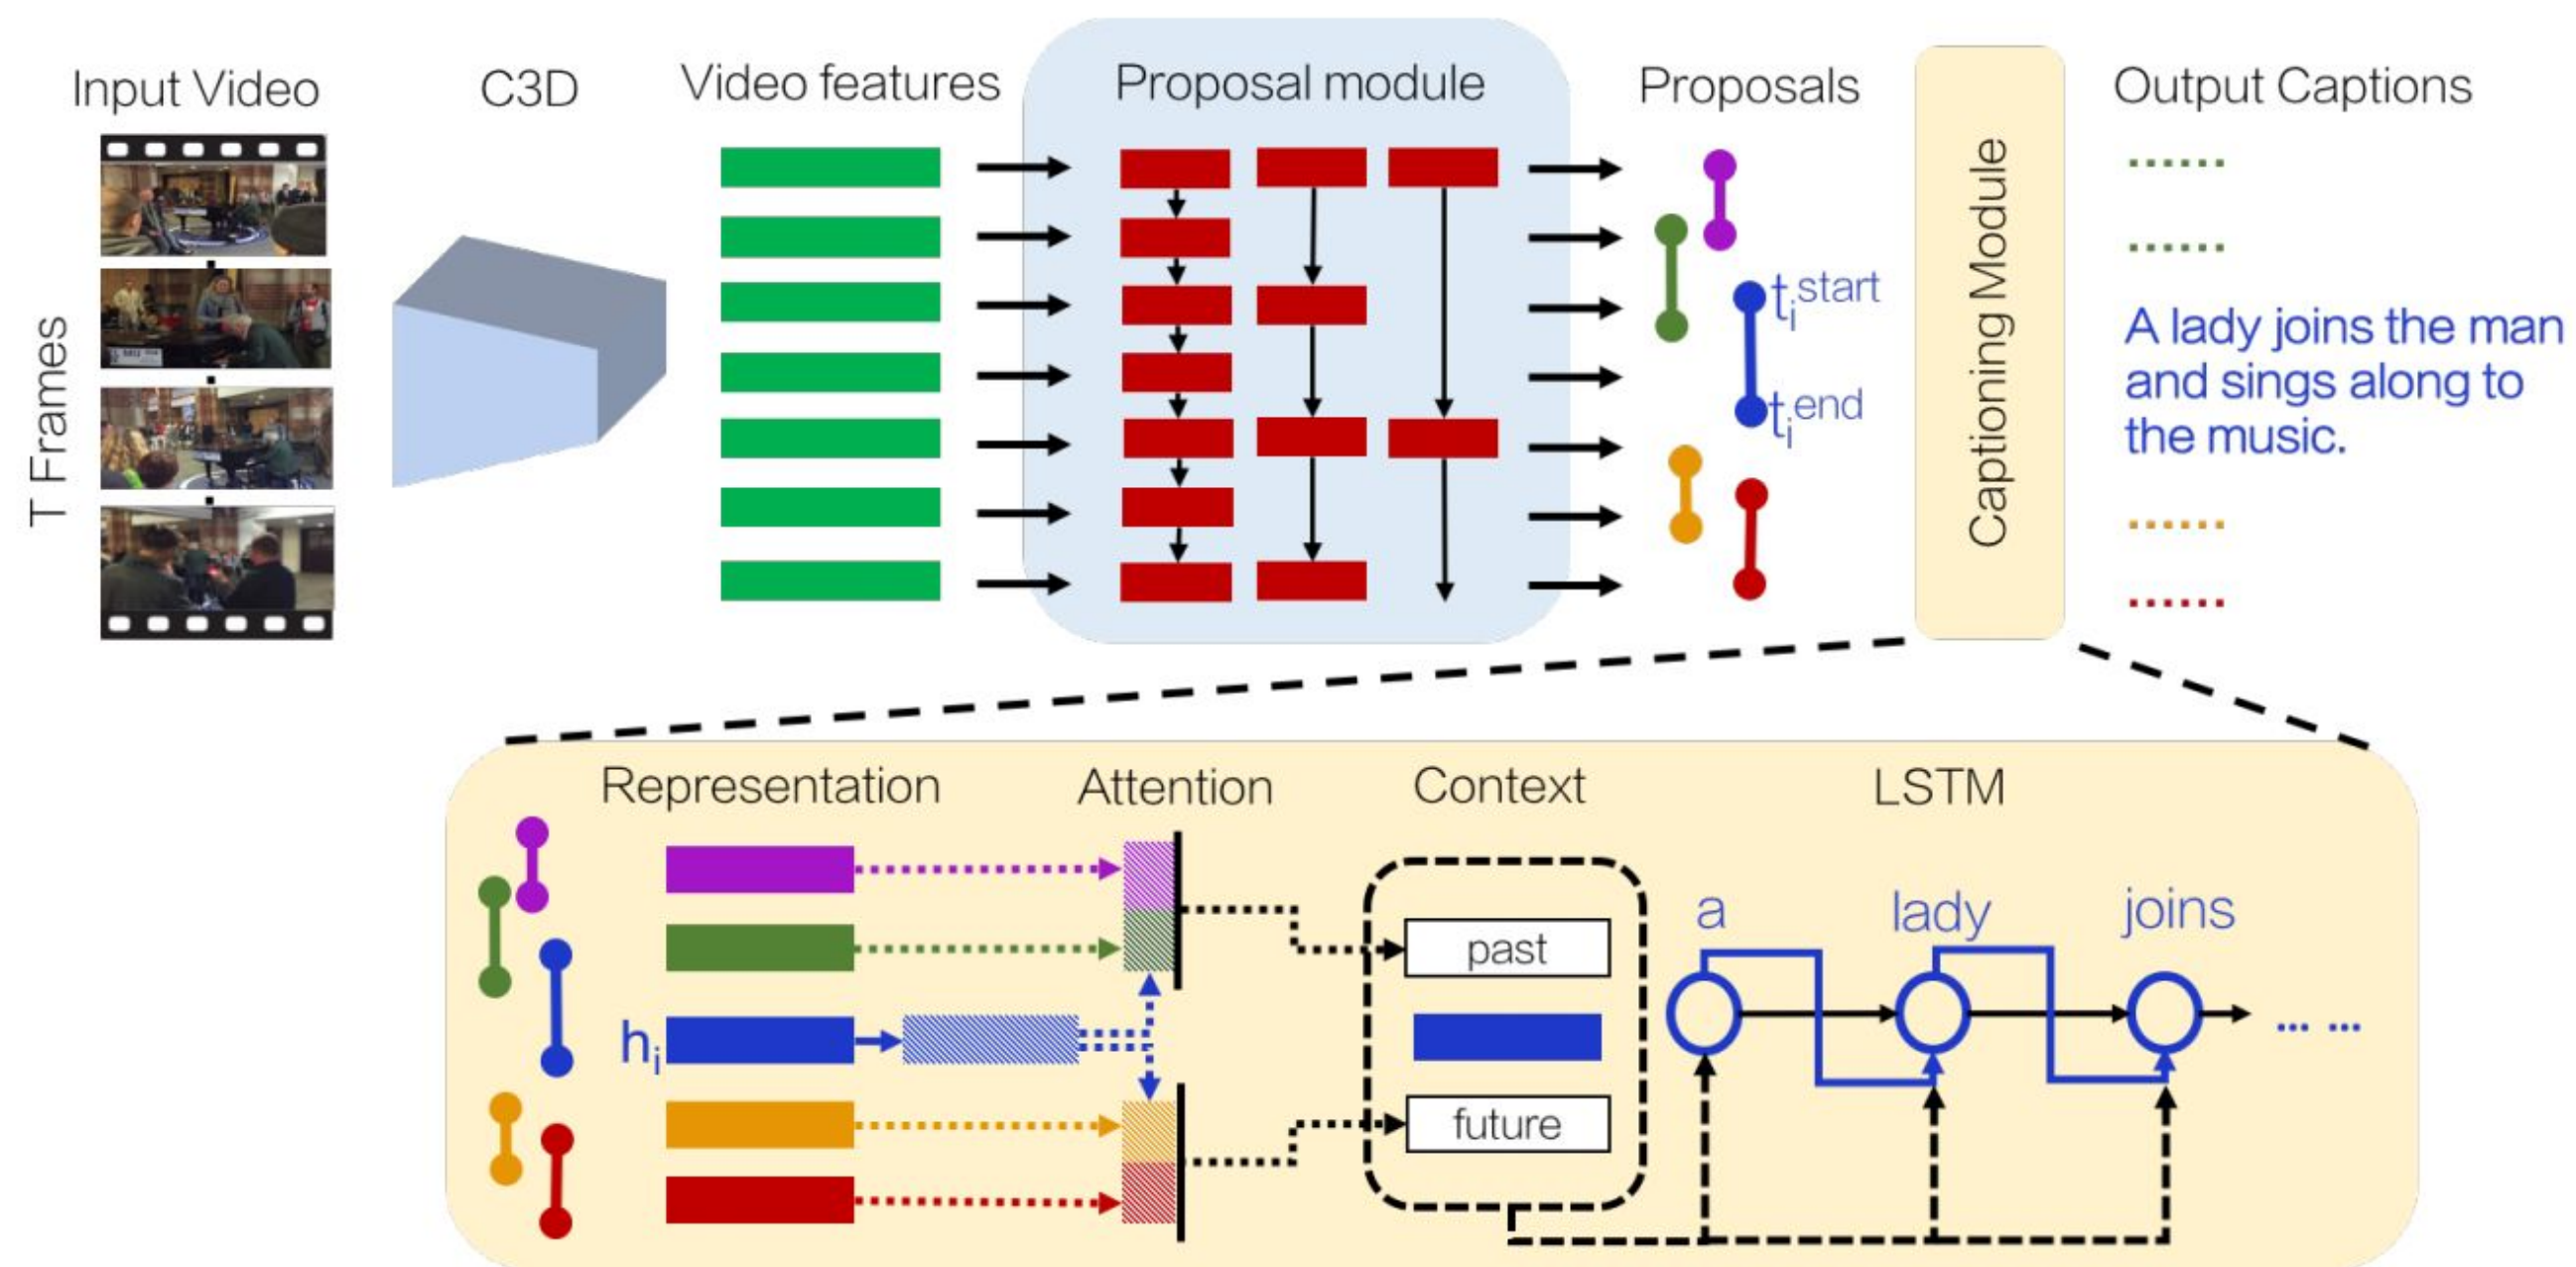 Input Video
C3D
Video features
Proposal module
Proposals
Captioning Module
Output Captions
T Frames
t_i^start
t_i^end
A lady joins the man
and sings along to
the music.
Representation
Attention
Context
LSTM
h_i
past
future
a
lady
joins
... ...